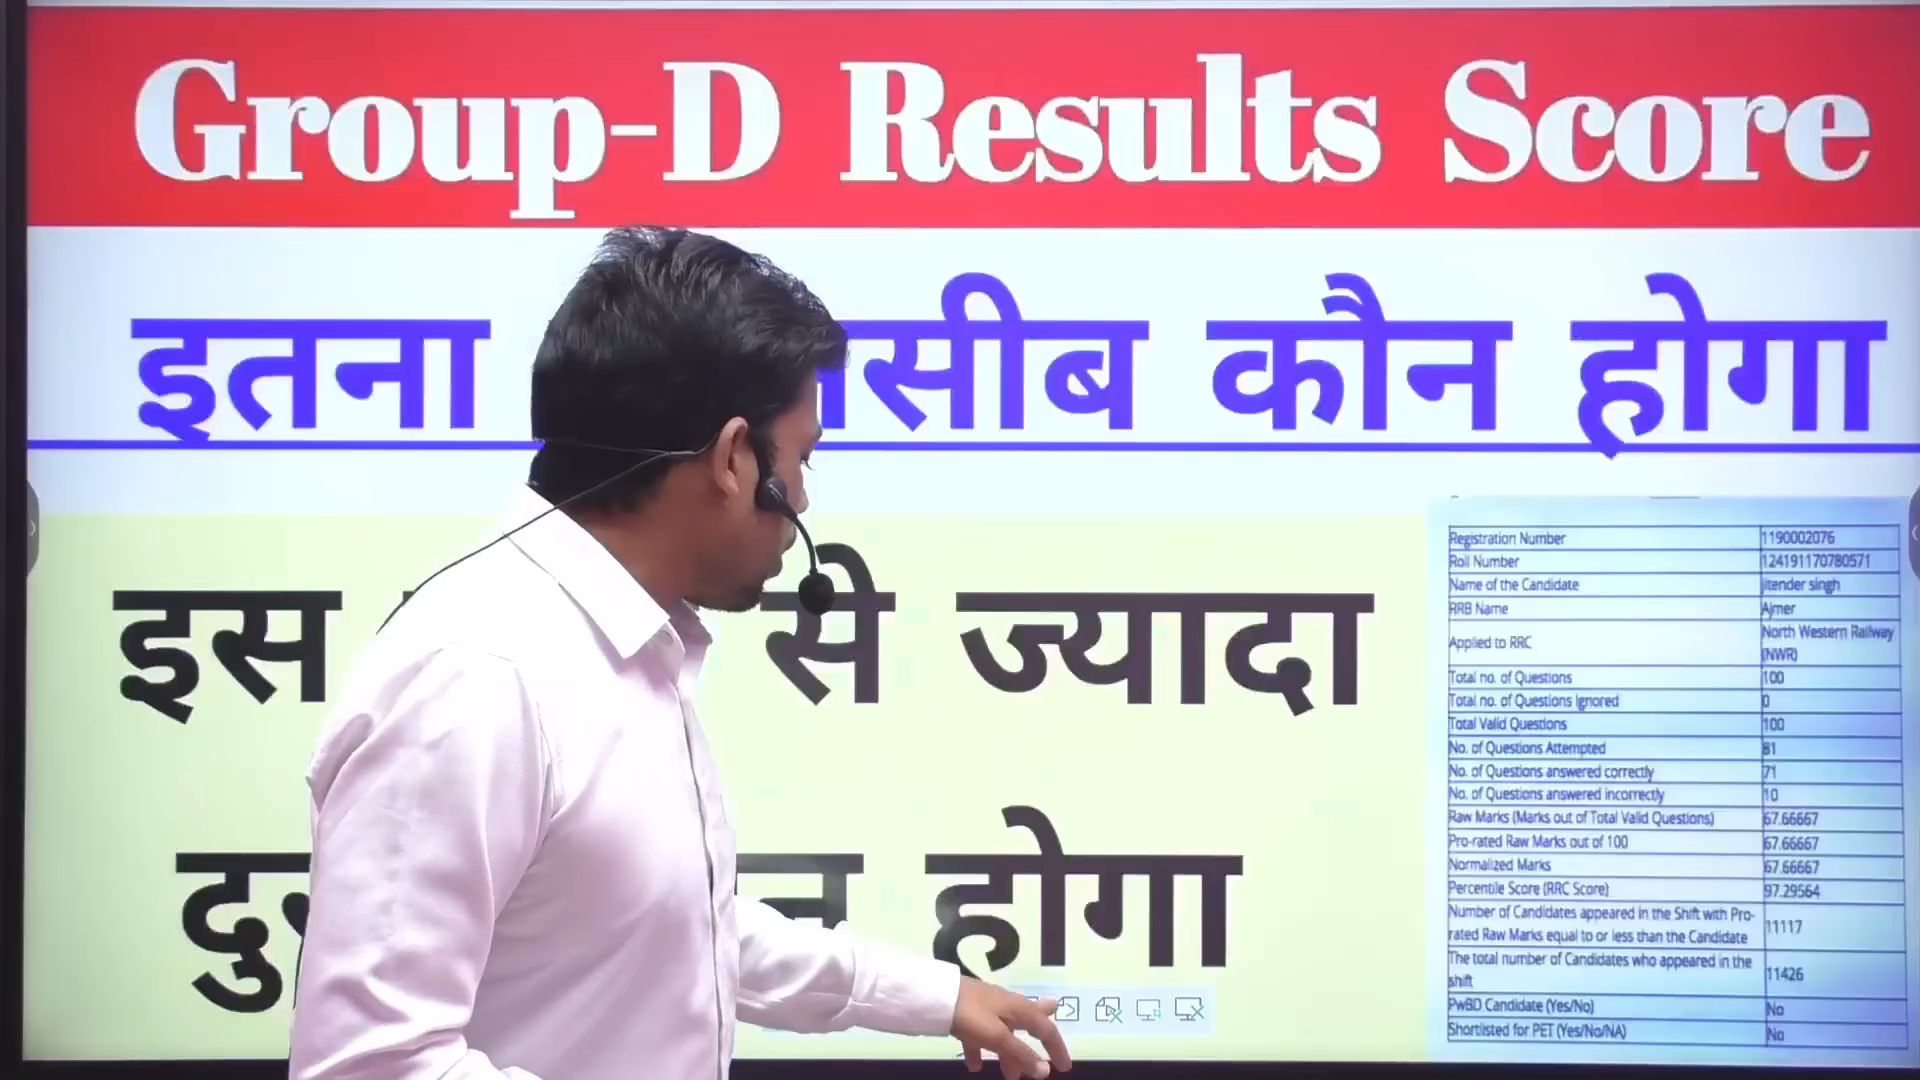 Group-D Results Score
इतना कौन होगा
इस से ज्यादा
होगा
Registration Number 1190002076
Roll Number 124191170780571
Name of the Candidate jitender singh
RRB Name Ajmer
Applied to RRC North Western Railway (NWR)
Total no. of Questions 100
Total no. of Questions Ignored 0
Total Valid Questions 100
No. of Questions Attempted 81
No. of Questions answered correctly 71
No. of Questions answered incorrectly 10
Raw Marks (Marks out of Total Valid Questions) 67.66667
Pro-rated Raw Marks out of 100 67.66667
Normalized Marks 67.66667
Percentile Score (RRC Score) 97.29564
Number of Candidates appeared in the Shift with Pro-
rated Raw Marks equal to or less than the Candidate 11117
The total number of Candidates who appeared in the
shift 11426
PwBD Candidate (Yes/No) No
Shortlisted for PET (Yes/No/NA) No